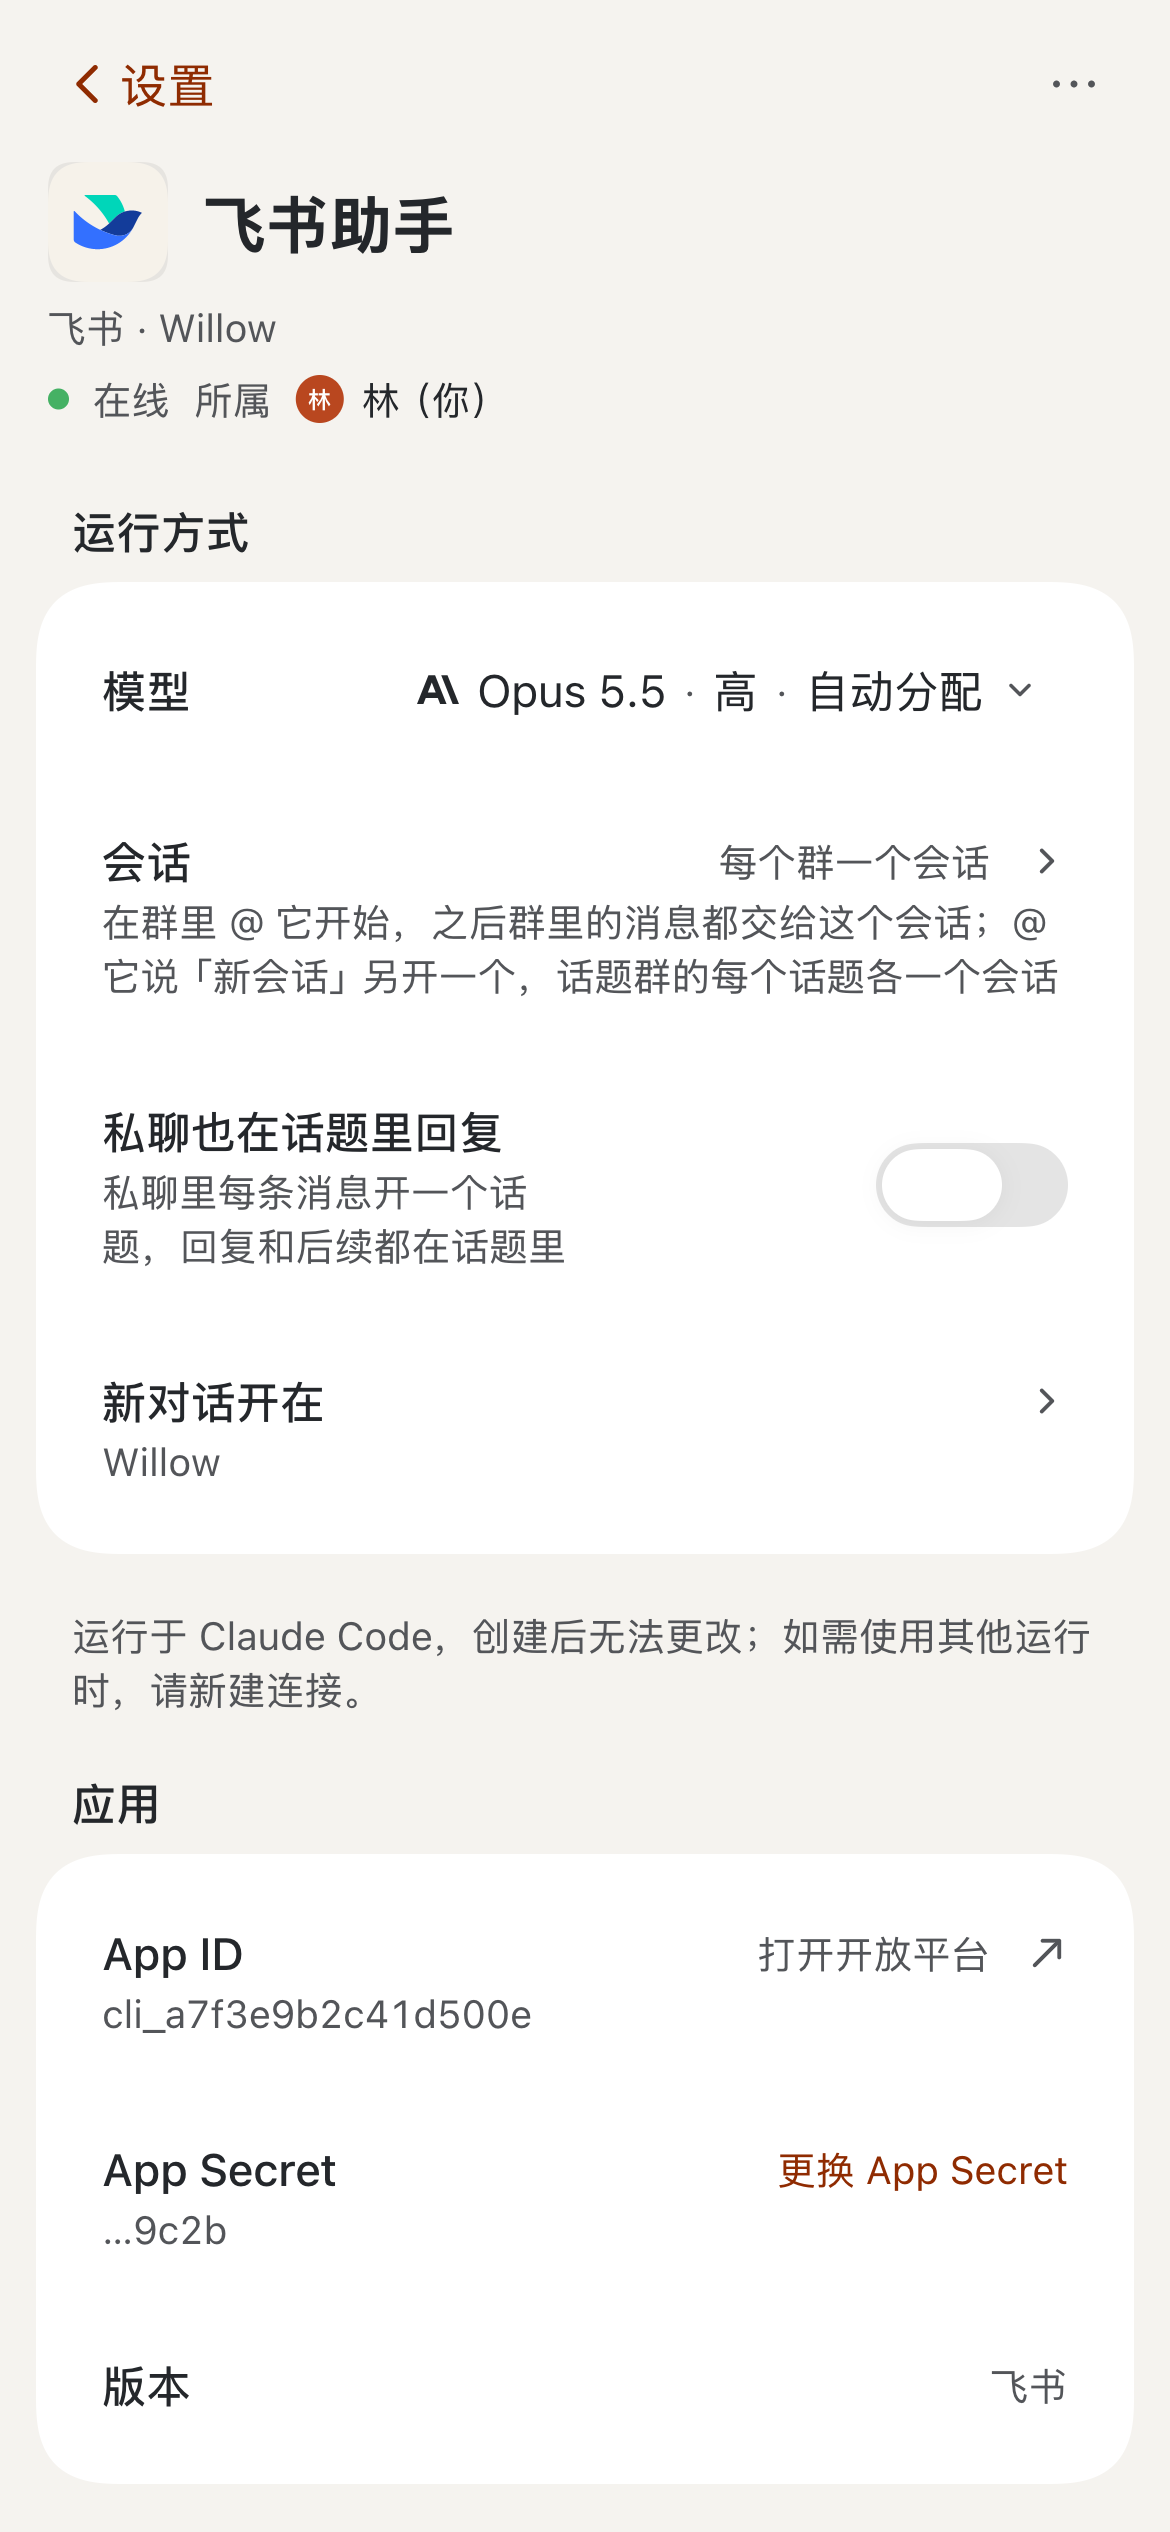 设置
飞书助手
飞书 · Willow
在线 所属 林 林（你）
运行方式
模型 Opus 5.5 · 高 · 自动分配
会话 每个群一个会话
在群里 @ 它开始，之后群里的消息都交给这个会话；@
它说「新会话」另开一个，话题群的每个话题各一个会话
私聊也在话题里回复
私聊里每条消息开一个话
题，回复和后续都在话题里
新对话开在
Willow
运行于 Claude Code，创建后无法更改；如需使用其他运行
时，请新建连接。
应用
App ID 打开开放平台
cli_a7f3e9b2c41d500e
App Secret 更换 App Secret
...9c2b
版本 飞书